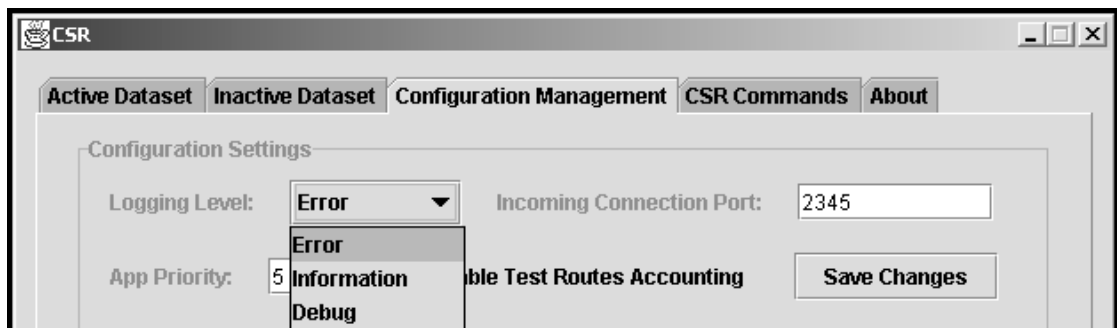 CSR
Active Dataset Inactive Dataset Configuration Management CSR Commands About
Configuration Settings
Logging Level: Error Incoming Connection Port: 2345
Error
App Priority: 5 Information Test Routes Accounting Save Changes
Debug